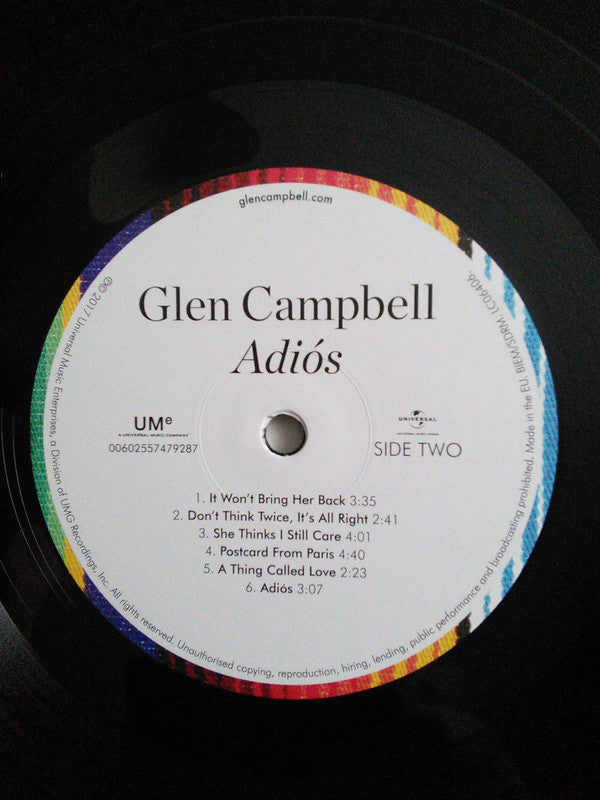 glencampbell.com
Glen Campbell
Adiós
UMe
A UNIVERSAL MUSIC COMPANY
00602557479287
UNIVERSAL
UNIVERSAL MUSIC GROUP
SIDE TWO
1. It Won't Bring Her Back 3:35
2. Don't Think Twice, It's All Right 2:41
3. She Thinks I Still Care 4:01
4. Postcard From Paris 4:40
5. A Thing Called Love 2:23
6. Adiós 3:07
℗© 2017 Universal Music Enterprises, a Division of UMG Recordings, Inc. All rights reserved. Unauthorised copying, reproduction, hiring, lending, public performance and broadcasting prohibited. Made in the EU. BIEM/SDRM. LC06406.